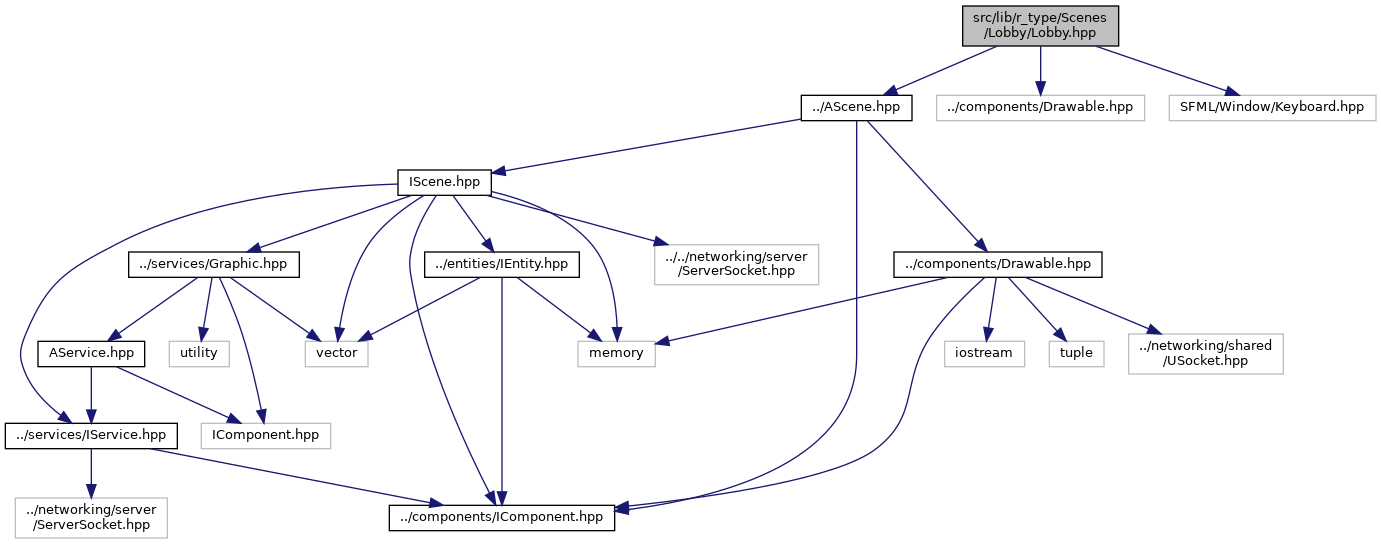 src/lib/r_type/Scenes
/Lobby/Lobby.hpp
../AScene.hpp
../components/Drawable.hpp
SFML/Window/Keyboard.hpp
IScene.hpp
../services/Graphic.hpp
../entities/IEntity.hpp
../../networking/server
/ServerSocket.hpp
../components/Drawable.hpp
AService.hpp
utility
vector
memory
iostream
tuple
../networking/shared
/USocket.hpp
../services/IService.hpp
IComponent.hpp
../networking/server
/ServerSocket.hpp
../components/IComponent.hpp